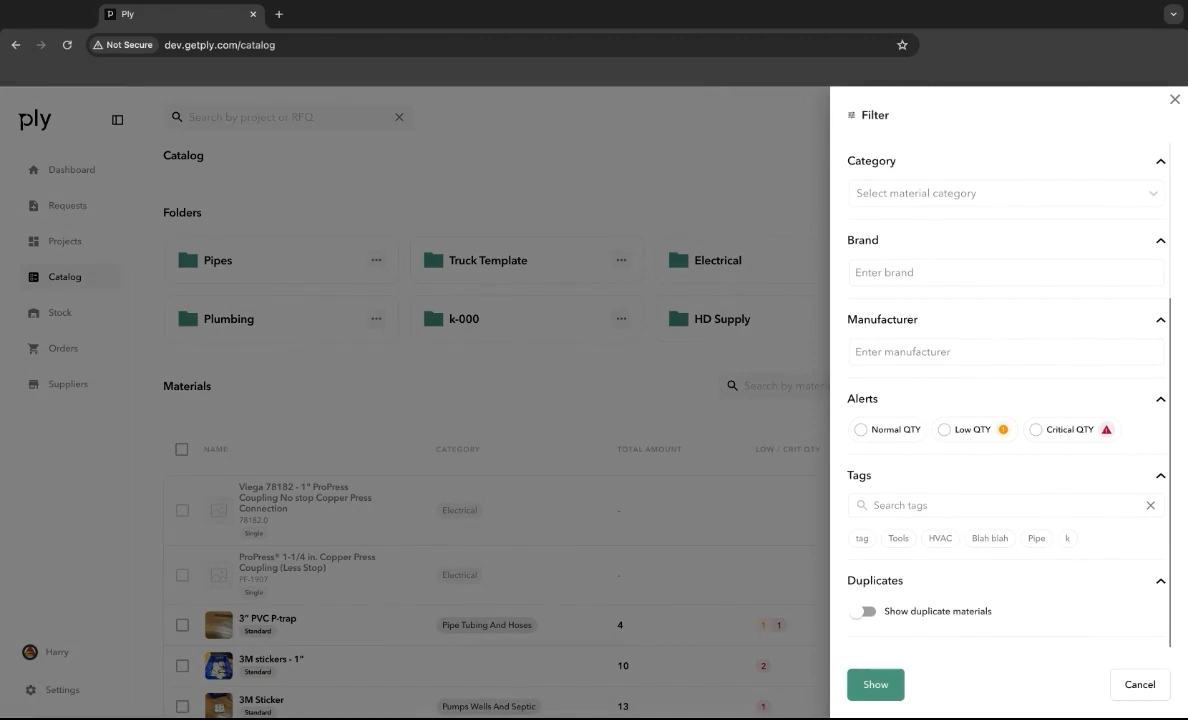 Ply
Not Secure
dev.getply.com/catalog
ply
Search by project or RFQ
Catalog
Dashboard
Requests
Projects
Catalog
Stock
Orders
Suppliers
Harry
Settings
Folders
Pipes
Truck Template
Electrical
Plumbing
k-000
HD Supply
Materials
Search by materi
NAME
CATEGORY
TOTAL AMOUNT
LOW / CRIT QTY
Viega 78182 - 1" ProPress
Coupling No stop Copper Press
Connection
78182.0
Single
Electrical
-
ProPress® 1-1/4 in. Copper Press
Coupling (Less Stop)
PF-1907
Single
Electrical
-
3” PVC P-trap
Standard
Pipe Tubing And Hoses
4
1 1
3M stickers - 1"
Standard
10
2
3M Sticker
Standard
Pumps Wells And Septic
13
1
Filter
Category
Select material category
Brand
Enter brand
Manufacturer
Enter manufacturer
Alerts
Normal QTY
Low QTY
Critical QTY
Tags
Search tags
tag
Tools
HVAC
Blah blah
Pipe
k
Duplicates
Show duplicate materials
Show
Cancel